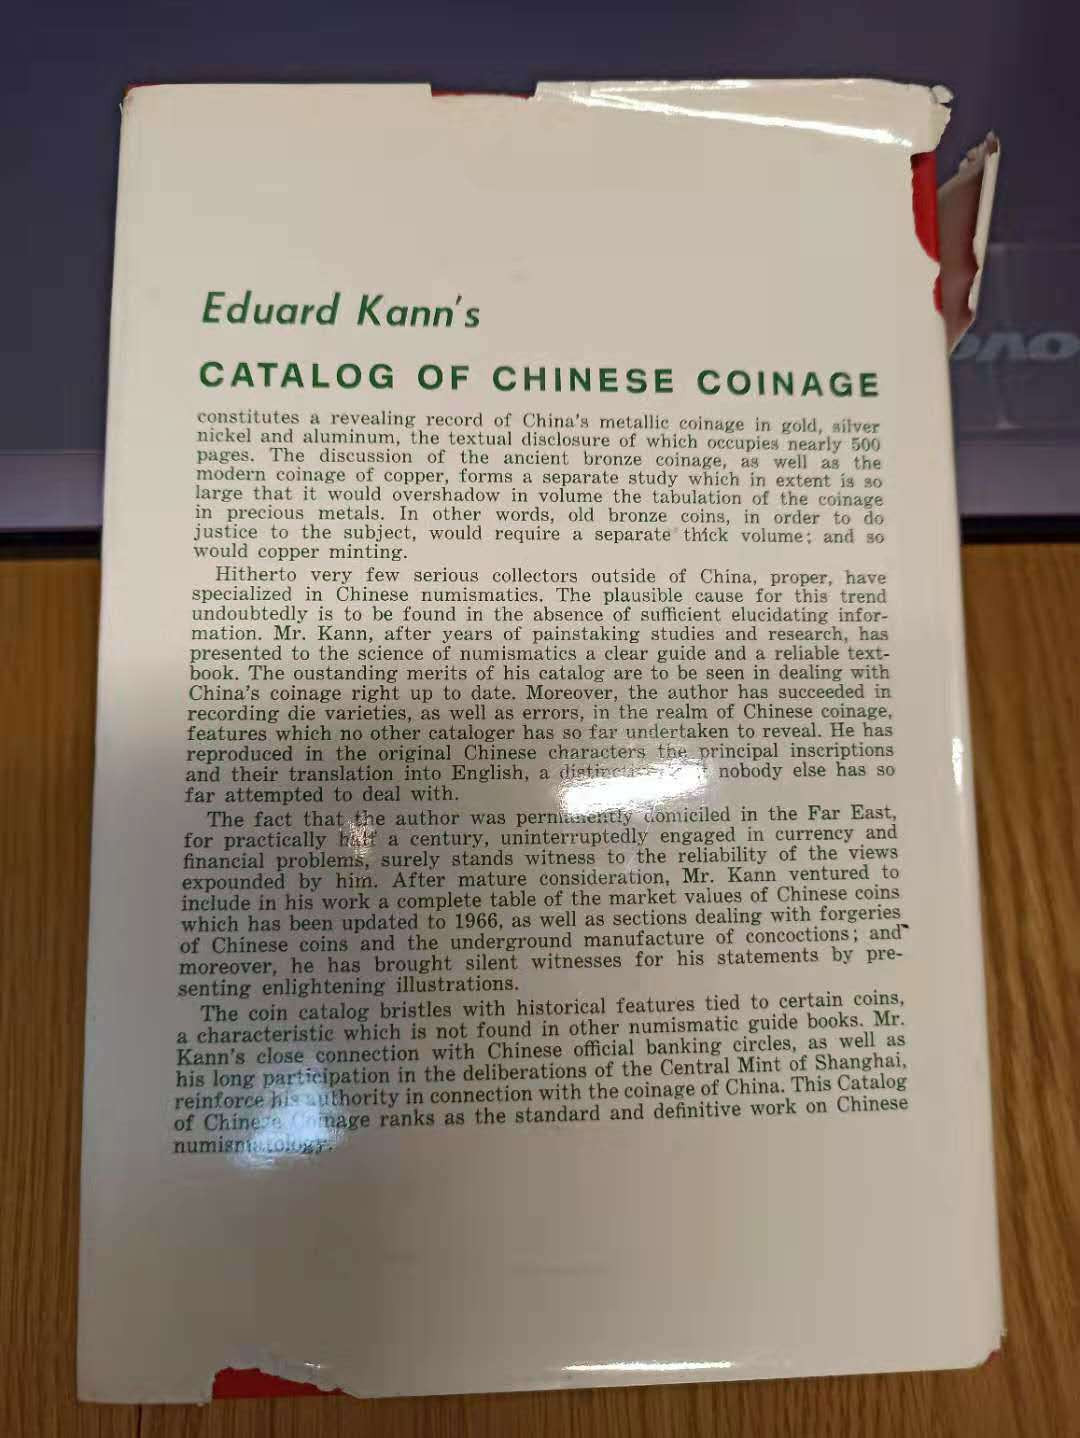 Eduard Kann's
CATALOG OF CHINESE COINAGE
constitutes a revealing record of China's metallic coinage in gold, silver
nickel and aluminum, the textual disclosure of which occupies nearly 500
pages. The discussion of the ancient bronze coinage, as well as the
modern coinage of copper, forms a separate study which in extent is so
large that it would overshadow in volume the tabulation of the coinage
in precious metals. In other words, old bronze coins, in order to do
justice to the subject, would require a separate thick volume; and so
would copper minting.
Hitherto very few serious collectors outside of China, proper, have
specialized in Chinese numismatics. The plausible cause for this trend
undoubtedly is to be found in the absence of sufficient elucidating infor-
mation. Mr. Kann, after years of painstaking studies and research, has
presented to the science of numismatics a clear guide and a reliable text-
book. The oustanding merits of his catalog are to be seen in dealing with
China's coinage right up to date. Moreover, the author has succeeded in
recording die varieties, as well as errors, in the realm of Chinese coinage,
features which no other cataloger has so far undertaken to reveal. He has
reproduced in the original Chinese characters the principal inscriptions
and their translation into English, a nobody else has so
far attempted to deal with.
The fact that the author was permanently domiciled in the Far East,
for practically half a century, uninterruptedly engaged in currency and
financial problems, surely stands witness to the reliability of the views
expounded by him. After mature consideration, Mr. Kann ventured to
include in his work a complete table of the market values of Chinese coins
which has been updated to 1966, as well as sections dealing with forgeries
of Chinese coins and the underground manufacture of concoctions; and
moreover, he has brought silent witnesses for his statements by pre-
senting enlightening illustrations.
The coin catalog bristles with historical features tied to certain coins,
a characteristic which is not found in other numismatic guide books. Mr.
Kann's close connection with Chinese official banking circles, as well as
his long participation in the deliberations of the Central Mint of Shanghai,
reinforce his authority in connection with the coinage of China. This Catalog
of Chinese Coinage ranks as the standard and definitive work on Chinese
numismatology.